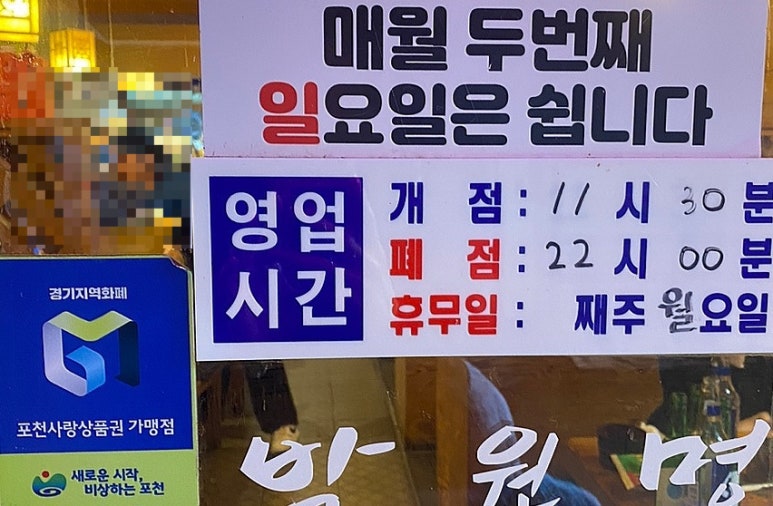 매월 두번째
일요일은 쉽니다
영업
시간
개 점 : 11 시 30 분
폐 점 : 22 시 00 분
휴무일 : 째주 월요일
경기지역화폐
포천사랑상품권 가맹점
새로운 시작,
비상하는 포천
박 원 명